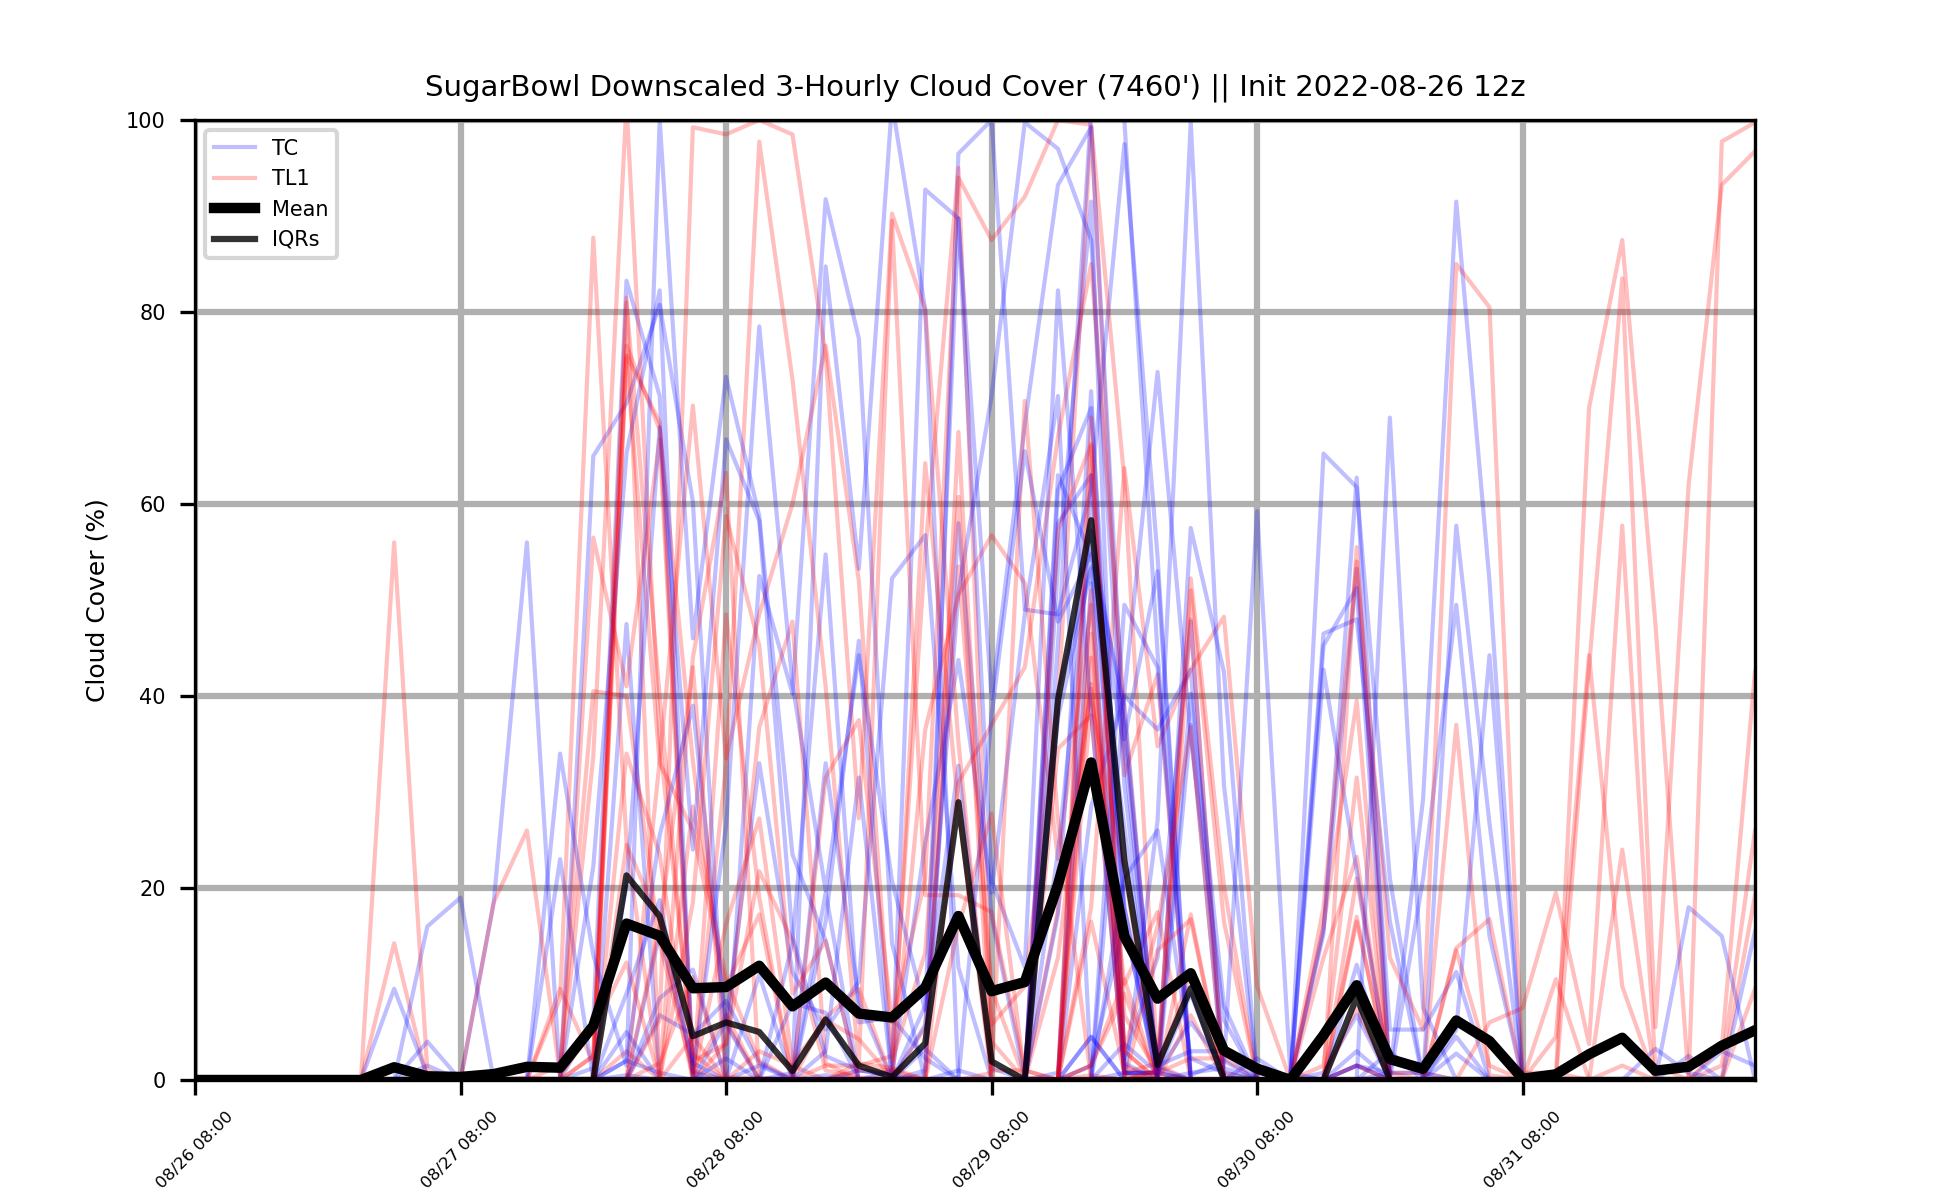 SugarBowl Downscaled 3-Hourly Cloud Cover (7460') || Init 2022-08-26 12z
TC
TL1
Mean
IQRs
Cloud Cover (%)
100
80
60
40
20
0
08/26 08:00
08/27 08:00
08/28 08:00
08/29 08:00
08/30 08:00
08/31 08:00